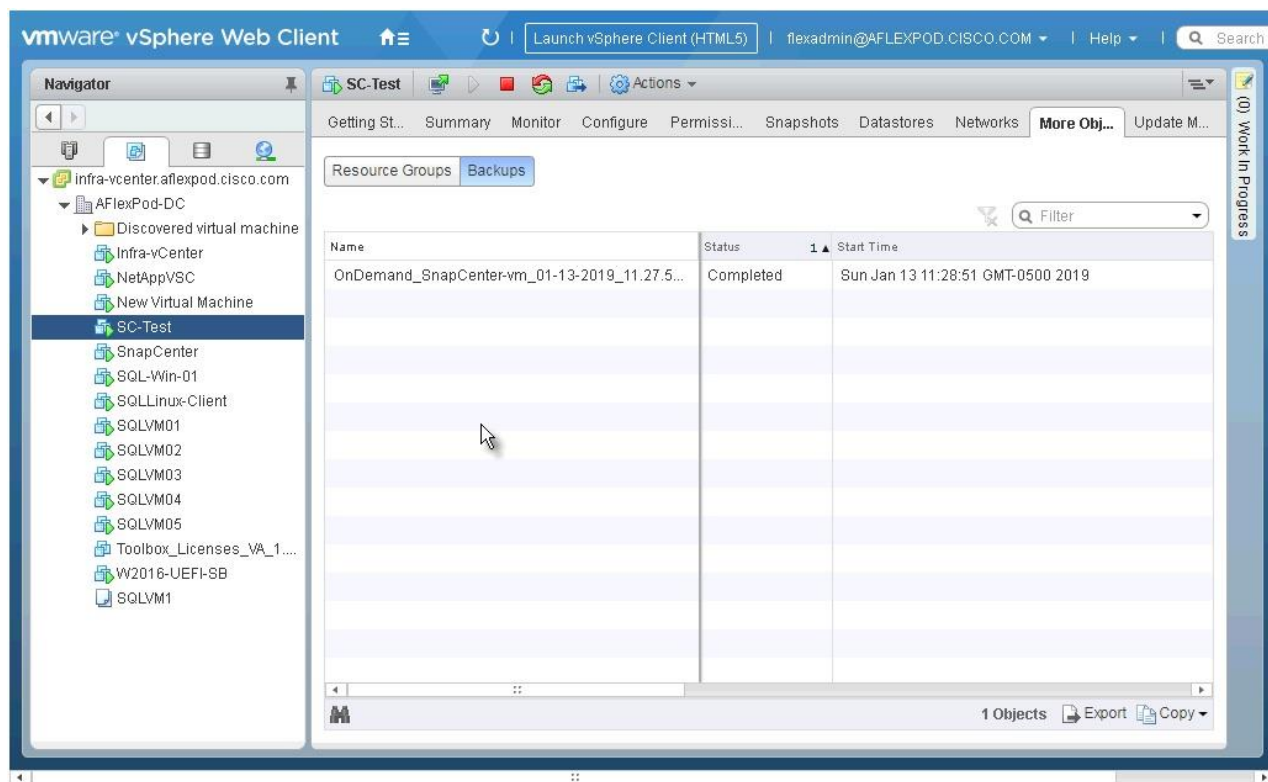 vmware® vSphere Web Client
Launch vSphere Client (HTML5)
flexadmin@AFLEXPOD.CISCO.COM
Help
Search
Navigator
SC-Test
Actions
Getting St... Summary Monitor Configure Permissi... Snapshots Datastores Networks More Obj... Update M...
Resource Groups Backups
Filter
infra-vcenter.aflexpod.cisco.com
AFlexPod-DC
Discovered virtual machine
Infra-vCenter
NetAppVSC
New Virtual Machine
SC-Test
SnapCenter
SQL-Win-01
SQLLinux-Client
SQLVM01
SQLVM02
SQLVM03
SQLVM04
SQLVM05
Toolbox_Licenses_VA_1....
W2016-UEFI-SB
SQLVM1
Name Status 1 ▲ Start Time
OnDemand_SnapCenter-vm_01-13-2019_11.27.5... Completed Sun Jan 13 11:28:51 GMT-0500 2019
1 Objects Export Copy
(0) Work In Progress